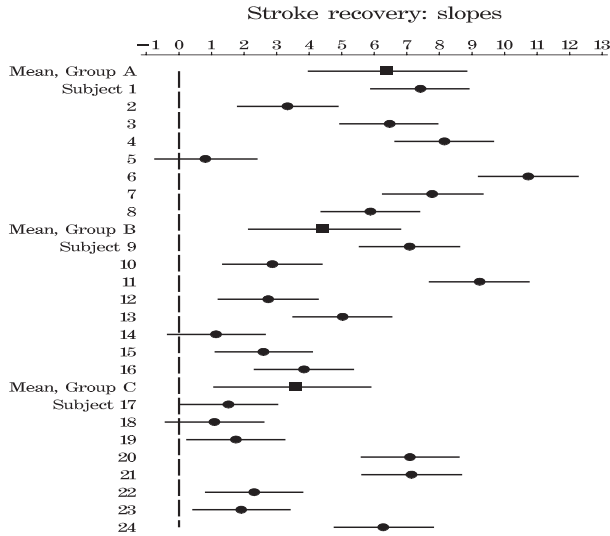 Stroke recovery: slopes
−1 0 1 2 3 4 5 6 7 8 9 10 11 12 13
Mean, Group A
Subject 1
2
3
4
5
6
7
8
Mean, Group B
Subject 9
10
11
12
13
14
15
16
Mean, Group C
Subject 17
18
19
20
21
22
23
24